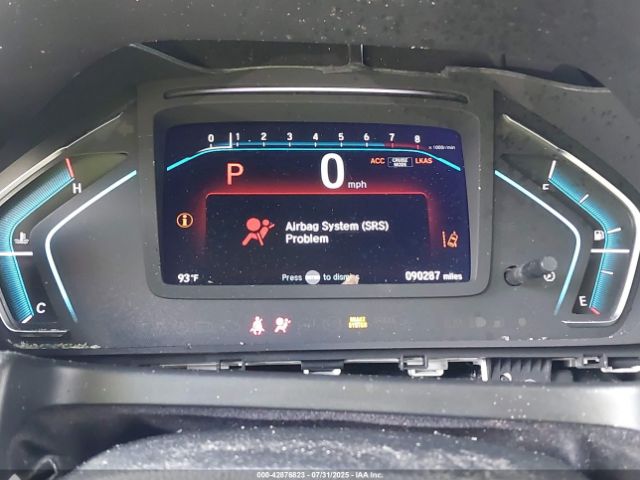 0 1 2 3 4 5 6 7 8
x 1000r/min
P 0 mph
ACC CRUISE MODE LKAS
H
F
i
Airbag System (SRS)
Problem
93°F
Press to dismiss
090287 miles
C
E
BRAKE
SYSTEM
000-42876823 - 07/31/2025 - IAA Inc.